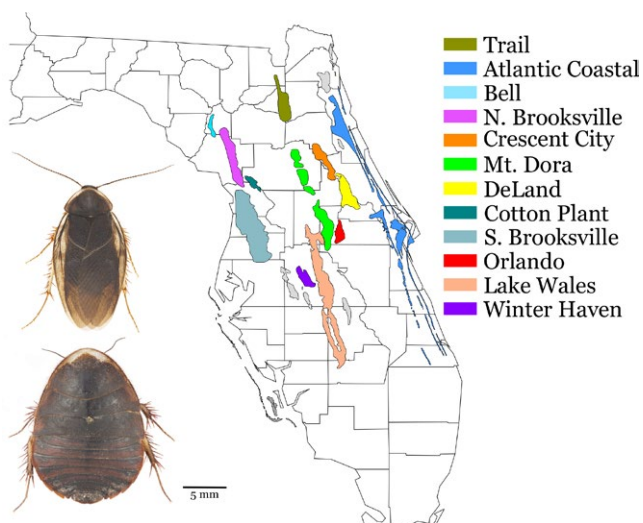 Trail
Atlantic Coastal
Bell
N. Brooksville
Crescent City
Mt. Dora
DeLand
Cotton Plant
S. Brooksville
Orlando
Lake Wales
Winter Haven
5 mm